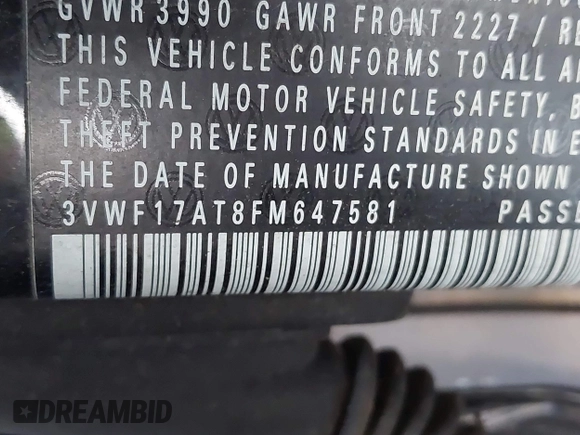 GVWR 3990 GAWR FRONT 2227 /
THIS VEHICLE CONFORMS TO ALL
FEDERAL MOTOR VEHICLE SAFETY,
THEFT PREVENTION STANDARDS IN
THE DATE OF MANUFACTURE SHOWN
3VWF17AT8FM647581 PASSE
DREAMBID